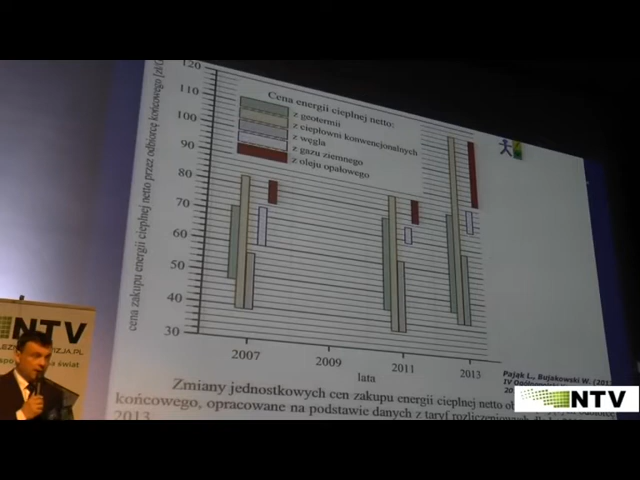 120
110
100
90
80
70
60
50
40
30
cena zakupu energii cieplnej netto przez odbiorcę końcowego
Cena energii cieplnej netto:
z geotermii
z ciepłowni konwencjonalnych
z węgla
z gazu ziemnego
z oleju opałowego
2007
2009
2011
2013
lata
Pająk L., Bujakowski W.
IV
Zmiany jednostkowych cen zakupu energii cieplnej netto
końcowego, opracowane na podstawie danych z taryf
2013
NTV
świat
NTV